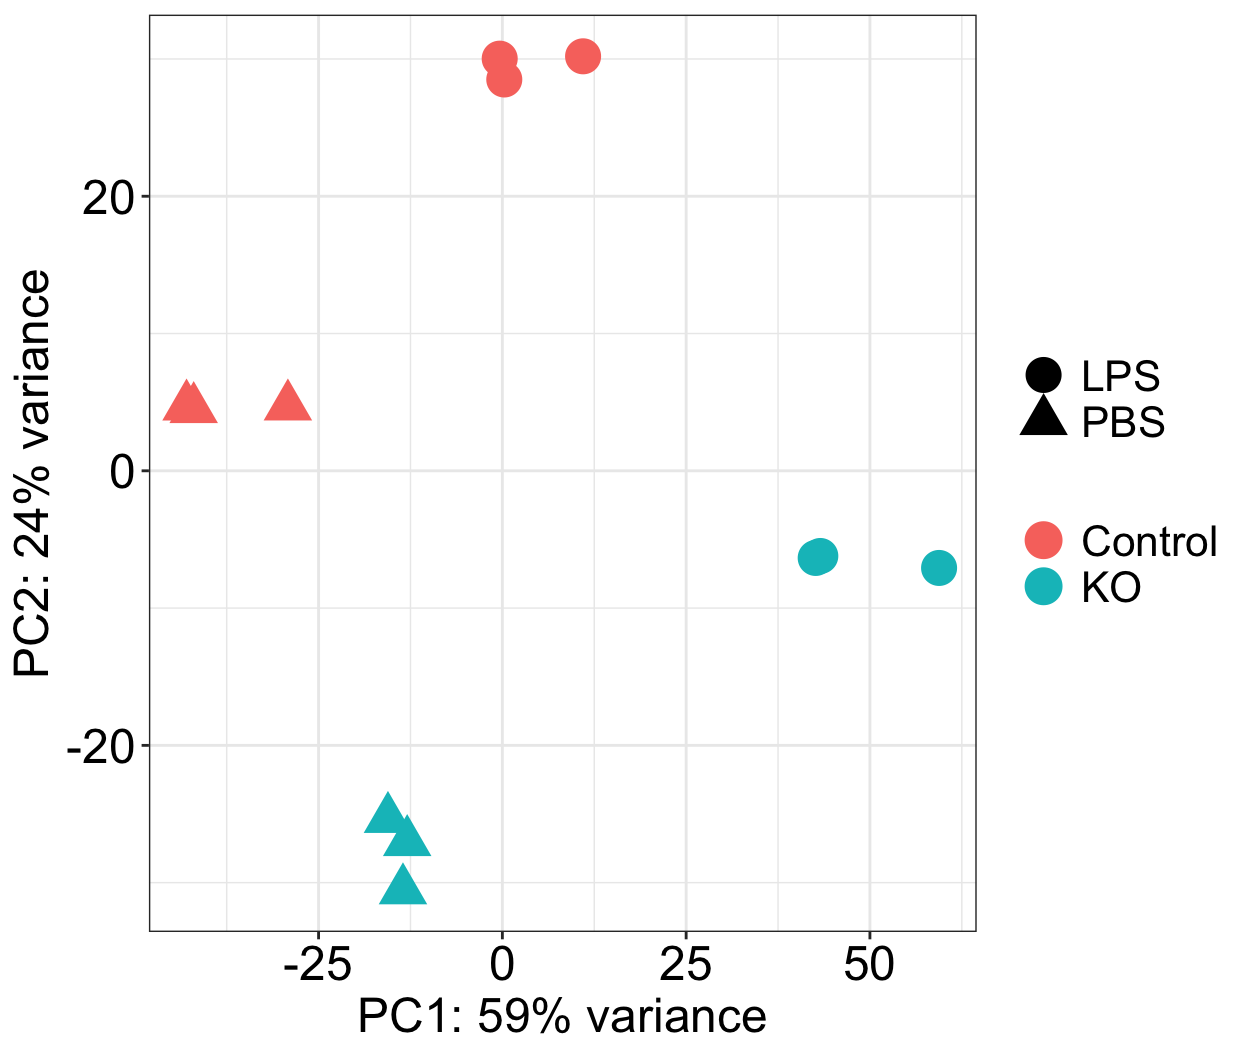 PC2: 24% variance
20
0
-20
-25
0
25
50
PC1: 59% variance
LPS
PBS
Control
KO